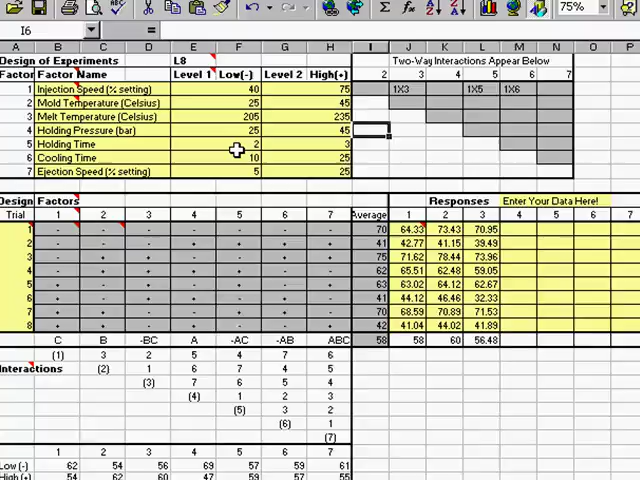 75%
I6 =
A B C D E F G H I J K L M N O P
Design of Experiments L8 Two-Way Interactions Appear Below
Factor Factor Name Level 1 Low(-) Level 2 High(+) 2 3 4 5 6 7
1 Injection Speed (% setting) 40 75 1X3 1X5 1X6
2 Mold Temperature (Celsius) 25 45
3 Melt Temperature (Celsius) 205 235
4 Holding Pressure (bar) 25 45
5 Holding Time 2 3
6 Cooling Time 10 25
7 Ejection Speed (% setting) 5 25
Design Factors Responses Enter Your Data Here!
Trial 1 2 3 4 5 6 7 Average 1 2 3 4 5 6 7
1 - - - - - - - 70 64.33 73.43 70.95
2 - - - + + + + 41 42.77 41.15 39.49
3 - + + - - + + 75 71.62 78.44 73.96
4 - + + + + - - 62 65.51 62.48 59.05
5 + - + - + - + 63 63.02 64.12 62.67
6 + - + + - + - 41 44.12 46.46 32.33
7 + + - - + + - 70 68.59 70.89 71.53
8 + + - + - - + 42 41.04 44.02 41.89
C B -BC A -AC -AB ABC 58 58 60 56.48
(1) 3 2 5 4 7 6
Interactions (2) 1 6 7 4 5
(3) 7 6 5 4
(4) 1 2 3
(5) 3 2
(6) 1
(7)
1 2 3 4 5 6 7
Low (-) 62 54 56 69 57 59 61
High (+) 54 62 60 47 59 57 55